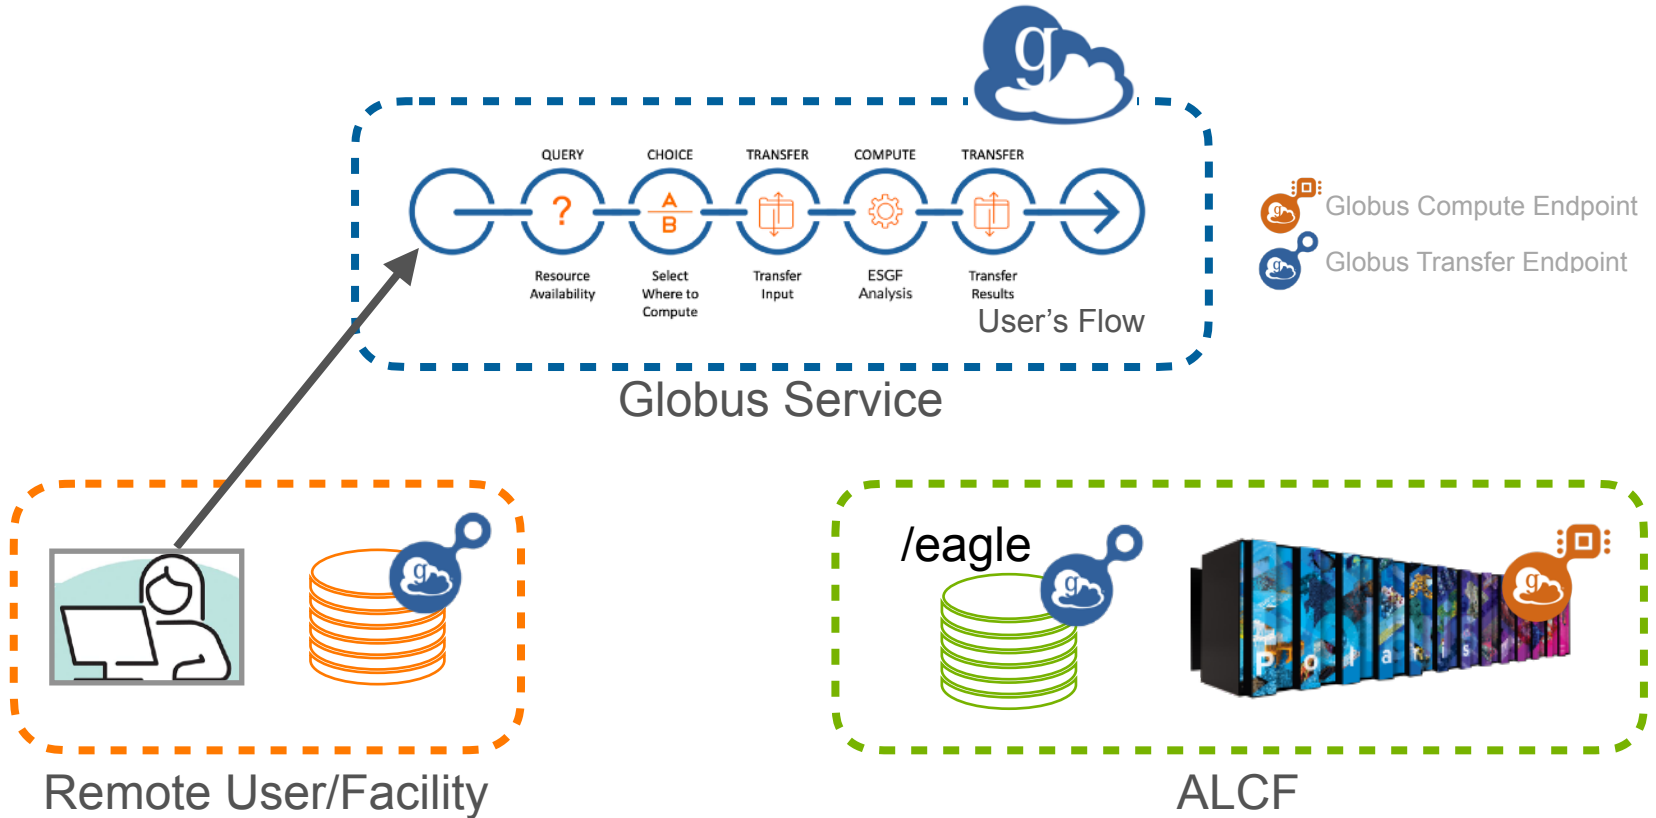 g
QUERY
CHOICE
TRANSFER
COMPUTE
TRANSFER
?
A
B
Resource
Availability
Select
Where to
Compute
Transfer
Input
ESGF
Analysis
Transfer
Results
User's Flow
Globus Service
g
Globus Compute Endpoint
g
Globus Transfer Endpoint
g
Remote User/Facility
/eagle
g
g
Polaris
ALCF